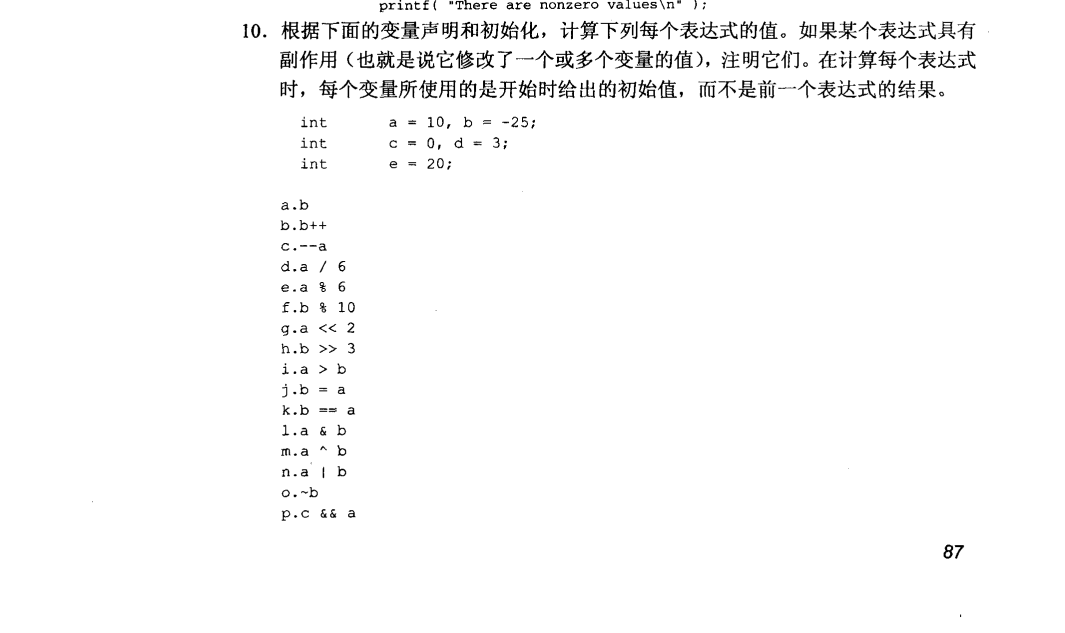 printf( "There are nonzero values\n" );
10. 根据下面的变量声明和初始化，计算下列每个表达式的值。如果某个表达式具有
副作用（也就是说它修改了一个或多个变量的值），注明它们。在计算每个表达式
时，每个变量所使用的是开始时给出的初始值，而不是前一个表达式的结果。
int a = 10, b = -25;
int c = 0, d = 3;
int e = 20;
a.b
b.b++
c.--a
d.a / 6
e.a % 6
f.b % 10
g.a << 2
h.b >> 3
i.a > b
j.b = a
k.b == a
l.a & b
m.a ^ b
n.a | b
o.~b
p.c && a
87